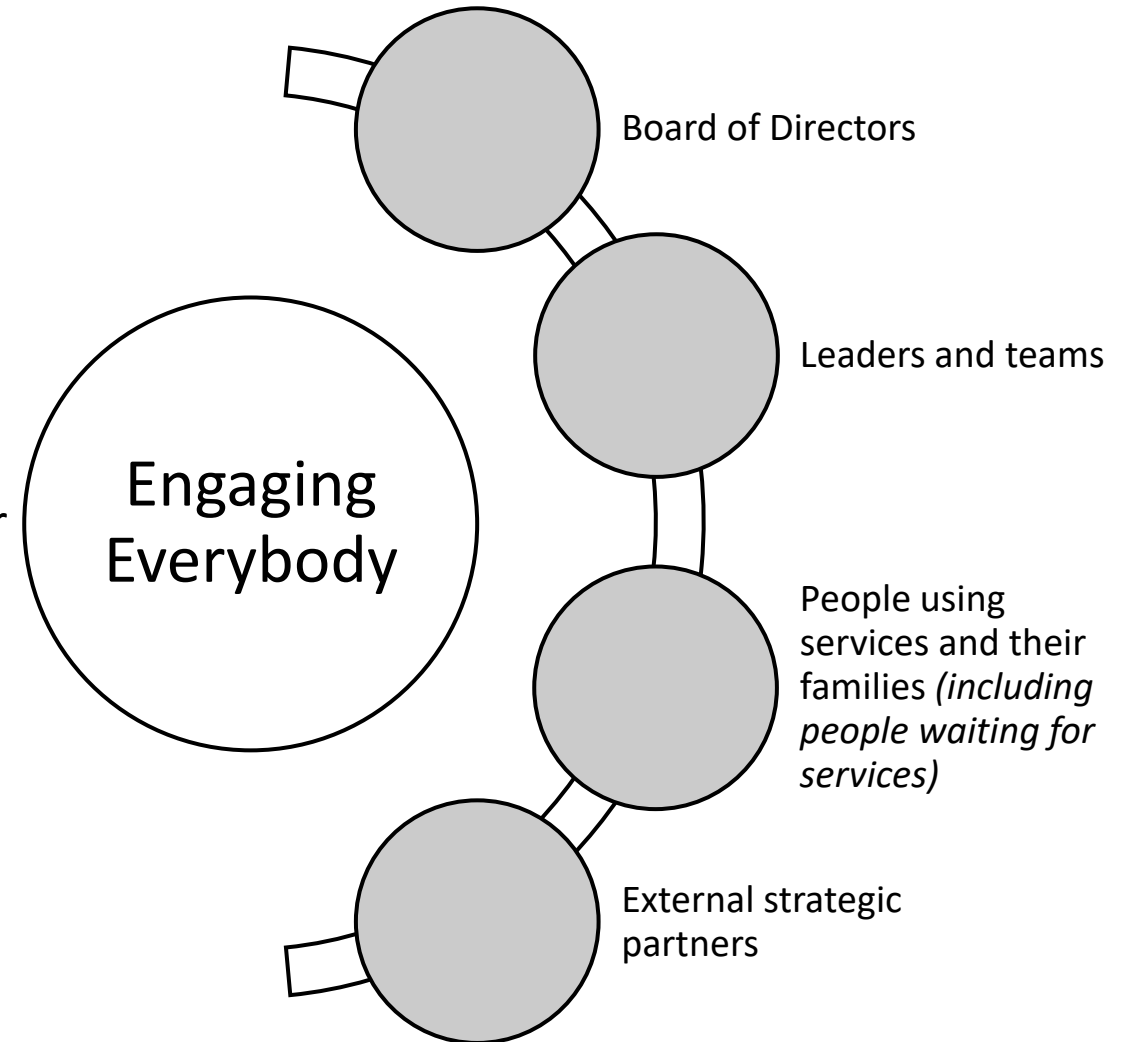 Board of Directors
Leaders and teams
Engaging
Everybody
People using
services and their
families (including
people waiting for
services)
External strategic
partners